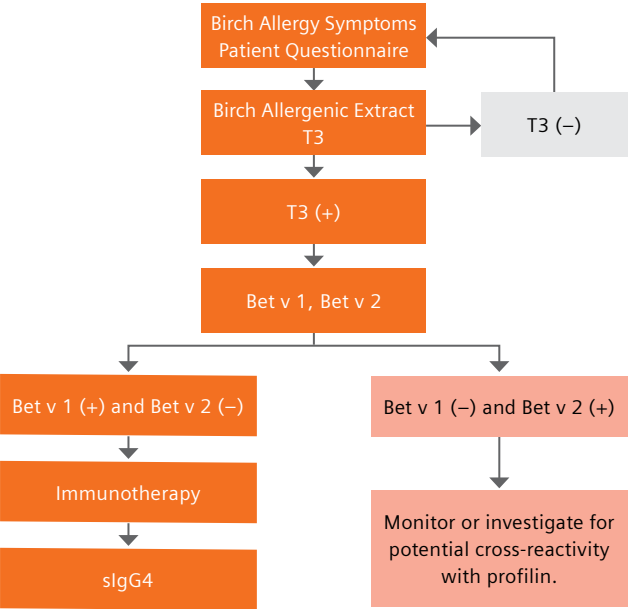 Birch Allergy Symptoms
Patient Questionnaire
Birch Allergenic Extract
T3
T3 (–)
T3 (+)
Bet v 1, Bet v 2
Bet v 1 (+) and Bet v 2 (–)
Bet v 1 (–) and Bet v 2 (+)
Immunotherapy
sIgG4
Monitor or investigate for
potential cross-reactivity
with profilin.